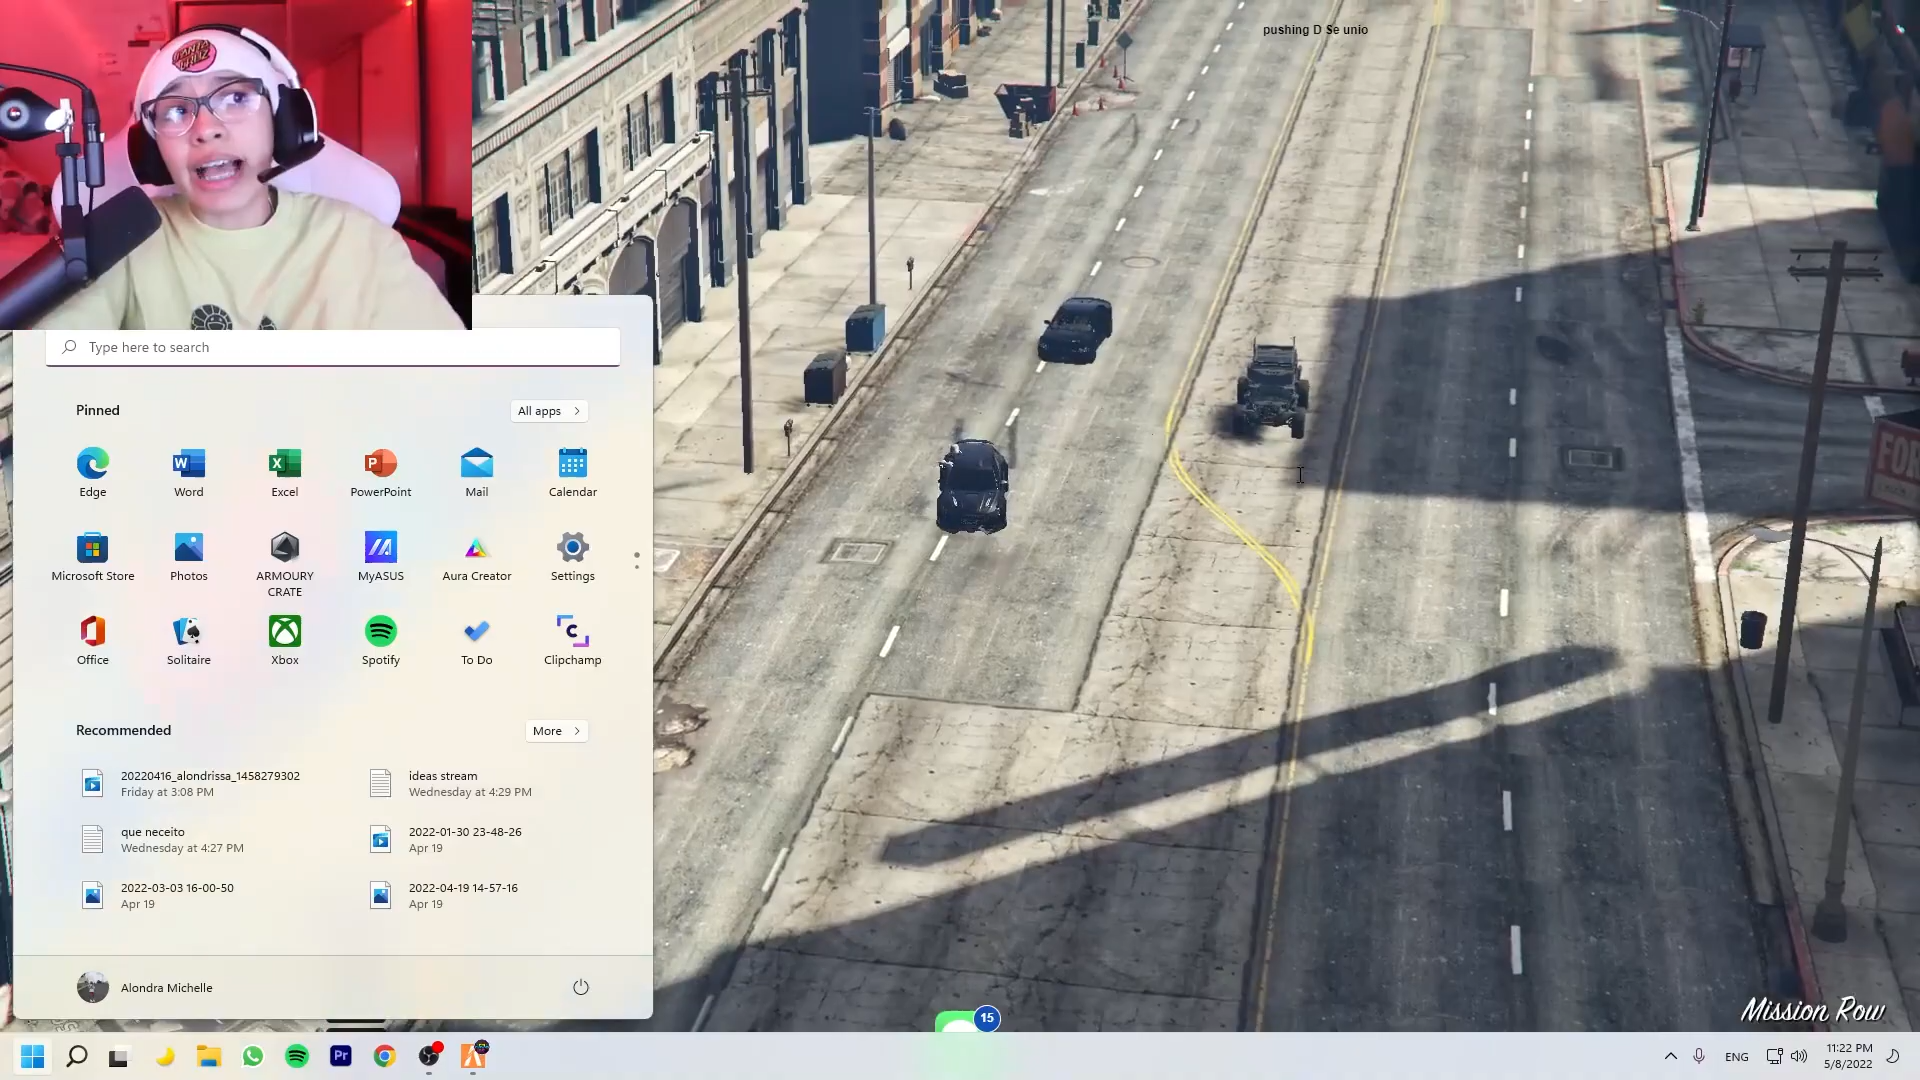 pushing D Se unio
Type here to search
Pinned
All apps
Edge
Word
Excel
PowerPoint
Mail
Calendar
Microsoft Store
Photos
ARMOURY CRATE
MyASUS
Aura Creator
Settings
Office
Solitaire
Xbox
Spotify
To Do
Clipchamp
Recommended
More
20220416_alondrissa_1458279302
Friday at 3:08 PM
ideas stream
Wednesday at 4:29 PM
que neceito
Wednesday at 4:27 PM
2022-01-30 23-48-26
Apr 19
2022-03-03 16-00-50
Apr 19
2022-04-19 14-57-16
Apr 19
Alondra Michelle
15
Mission Row
Pr
ENG
11:22 PM
5/8/2022